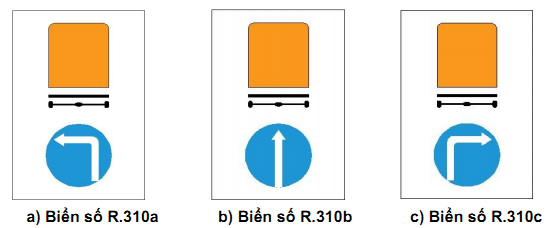 a) Biển số R.310a
b) Biển số R.310b
c) Biển số R.310c